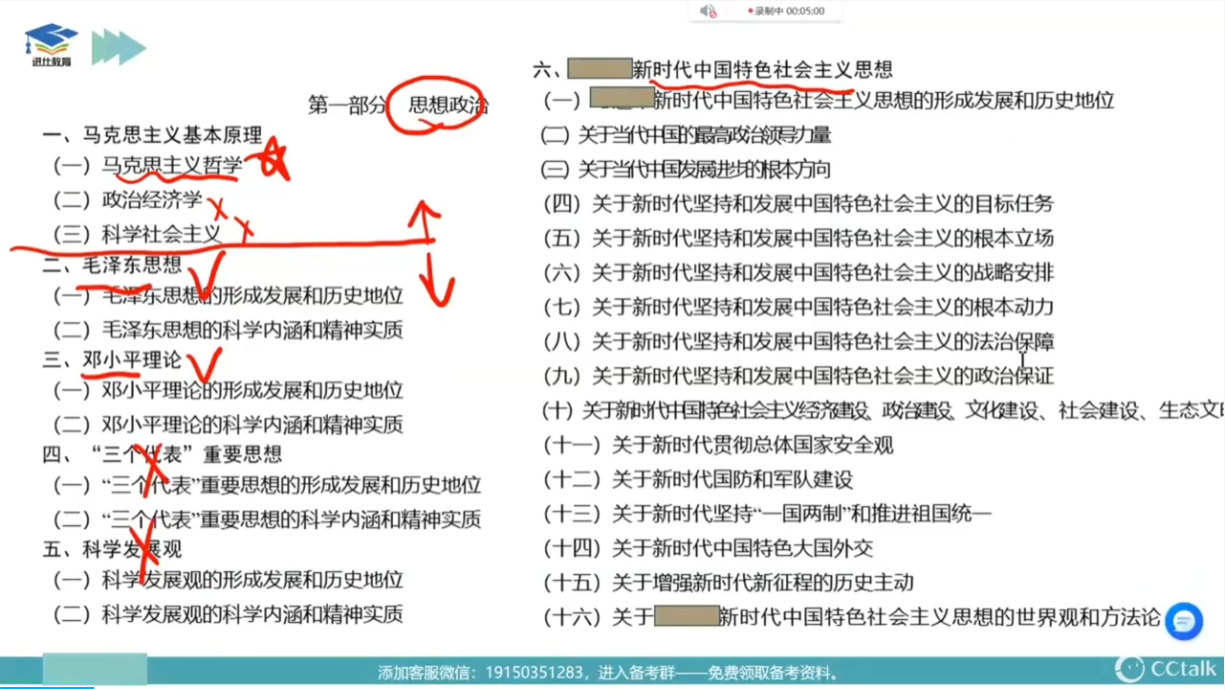 录制中 00:05:00
进仕教育
第一部分 思想政治
一、马克思主义基本原理
（一）马克思主义哲学
（二）政治经济学
（三）科学社会主义
二、毛泽东思想
（一）毛泽东思想的形成发展和历史地位
（二）毛泽东思想的科学内涵和精神实质
三、邓小平理论
（一）邓小平理论的形成发展和历史地位
（二）邓小平理论的科学内涵和精神实质
四、“三个代表”重要思想
（一）“三个代表”重要思想的形成发展和历史地位
（二）“三个代表”重要思想的科学内涵和精神实质
五、科学发展观
（一）科学发展观的形成发展和历史地位
（二）科学发展观的科学内涵和精神实质
六、新时代中国特色社会主义思想
（一）新时代中国特色社会主义思想的形成发展和历史地位
（二）关于当代中国的最高政治领导力量
（三）关于当代中国发展进步的根本方向
（四）关于新时代坚持和发展中国特色社会主义的目标任务
（五）关于新时代坚持和发展中国特色社会主义的根本立场
（六）关于新时代坚持和发展中国特色社会主义的战略安排
（七）关于新时代坚持和发展中国特色社会主义的根本动力
（八）关于新时代坚持和发展中国特色社会主义的法治保障
（九）关于新时代坚持和发展中国特色社会主义的政治保证
（十）关于新时代中国特色社会主义经济建设、政治建设、文化建设、社会建设、生态文
（十一）关于新时代贯彻总体国家安全观
（十二）关于新时代国防和军队建设
（十三）关于新时代坚持“一国两制”和推进祖国统一
（十四）关于新时代中国特色大国外交
（十五）关于增强新时代新征程的历史主动
（十六）关于新时代中国特色社会主义思想的世界观和方法论
添加客服微信：19150351283，进入备考群——免费领取备考资料。
CCtalk